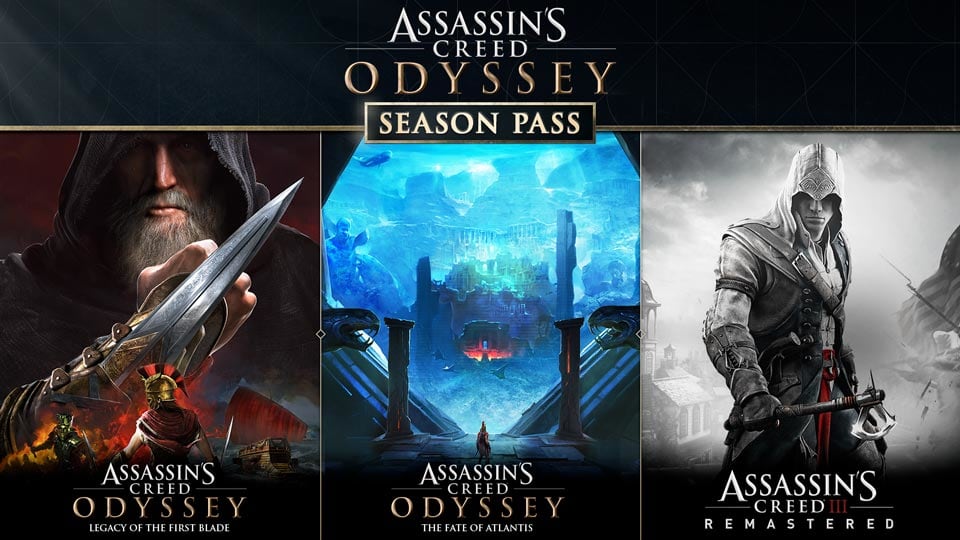 ASSASSIN'S
CREED
ODYSSEY
SEASON PASS
ASSASSIN'S
CREED
ODYSSEY
LEGACY OF THE FIRST BLADE
ASSASSIN'S
CREED
ODYSSEY
THE FATE OF ATLANTIS
ASSASSIN'S
CREED III
REMASTERED